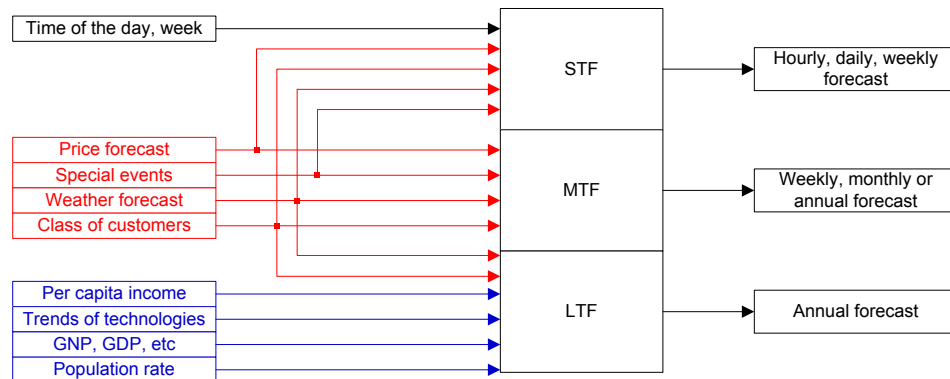 Time of the day, week
Price forecast
Special events
Weather forecast
Class of customers
Per capita income
Trends of technologies
GNP, GDP, etc
Population rate
STF
MTF
LTF
Hourly, daily, weekly
forecast
Weekly, monthly or
annual forecast
Annual forecast